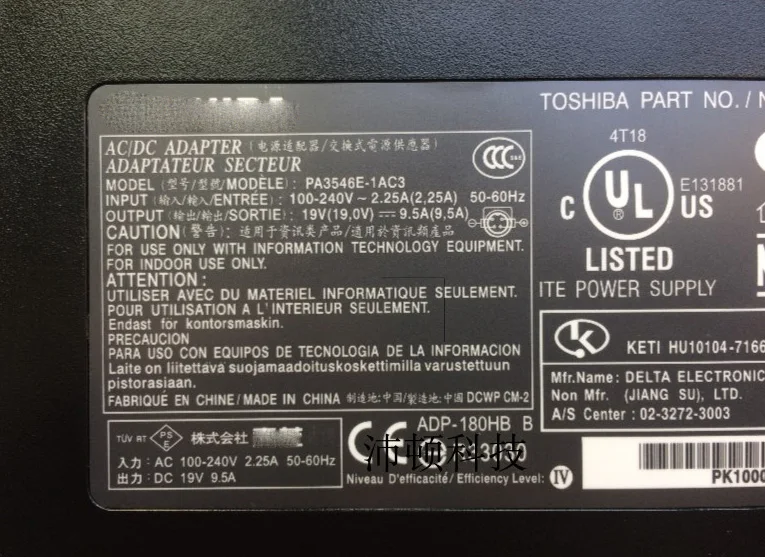 TOSHIBA PART NO. / N
AC/DC ADAPTER (电源适配器/交換式電源供應器)
ADAPTATEUR SECTEUR
MODEL (型号/型號/MODÈLE): PA3546E-1AC3
INPUT (输入/輸入/ENTRÉE): 100-240V ~ 2.25A(2,25A) 50-60Hz
OUTPUT (输出/輸出/SORTIE): 19V(19,0V) ⎓ 9.5A(9,5A)
CAUTION (警告): 适用于资讯类产品/適用於資訊類產品
FOR USE ONLY WITH INFORMATION TECHNOLOGY EQUIPMENT.
FOR INDOOR USE ONLY.
ATTENTION :
UTILISER AVEC DU MATERIEL INFORMATIQUE SEULEMENT.
POUR UTILISATION A L' INTERIEUR SEULEMENT.
Endast for kontorsmaskin.
PRECAUCION
PARA USO CON EQUIPOS DE TECNOLOGIA DE LA INFORMACION
Laite on liitettävä suojamaadoituskoskettimilla varustettuun
pistorasiaan.
FABRIQUÉ EN CHINE/MADE IN CHINA 制造地:中国/製造地:中國 DCWP CM-2
CCC S&E
4T18
C UL ® US E131881
LISTED
ITE POWER SUPPLY
K KETI HU10104-7166
Mfr.Name: DELTA ELECTRONIC
Non Mfr. (JIANG SU), LTD.
A/S Center : 02-3272-3003
TÜV RT PSE 株式会社
入力: AC 100-240V 2.25A 50-60Hz
出力: DC 19V 9.5A
CE ADP-180HB B
沛顿科技
Niveau D'efficacité/ Efficiency Level: IV
PK1000